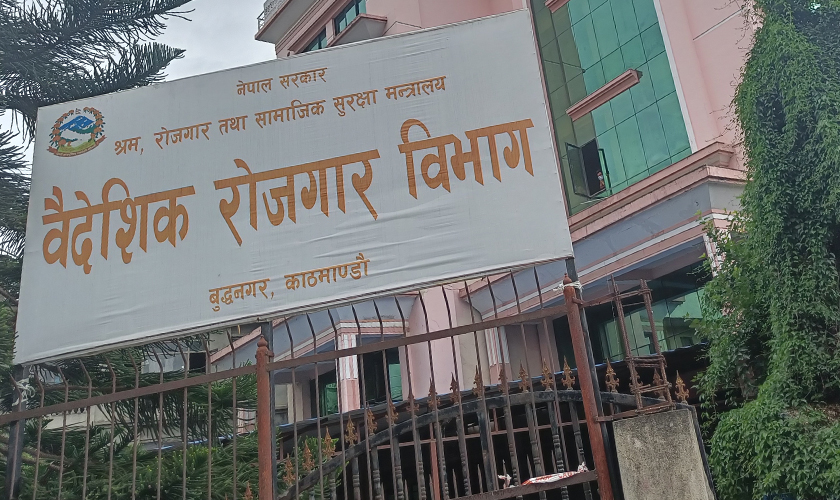 नेपाल सरकार
श्रम, रोजगार तथा सामाजिक सुरक्षा मन्त्रालय
वैदेशिक रोजगार विभाग
बुद्धनगर, काठमाण्डौ